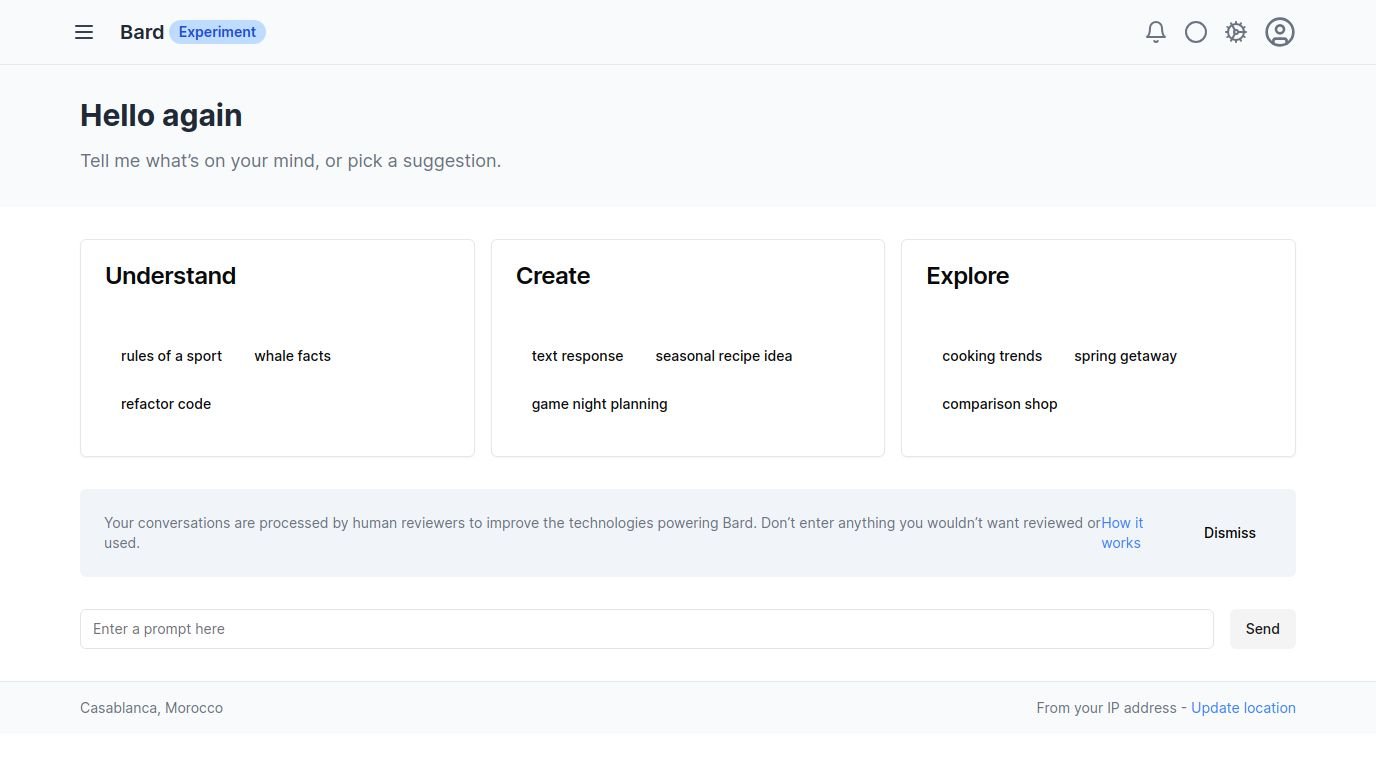 Bard Experiment
Hello again
Tell me what’s on your mind, or pick a suggestion.
Understand
rules of a sport whale facts
refactor code
Create
text response seasonal recipe idea
game night planning
Explore
cooking trends spring getaway
comparison shop
Your conversations are processed by human reviewers to improve the technologies powering Bard. Don’t enter anything you wouldn’t want reviewed or
used.
How it
works
Dismiss
Enter a prompt here
Send
Casablanca, Morocco
From your IP address - Update location